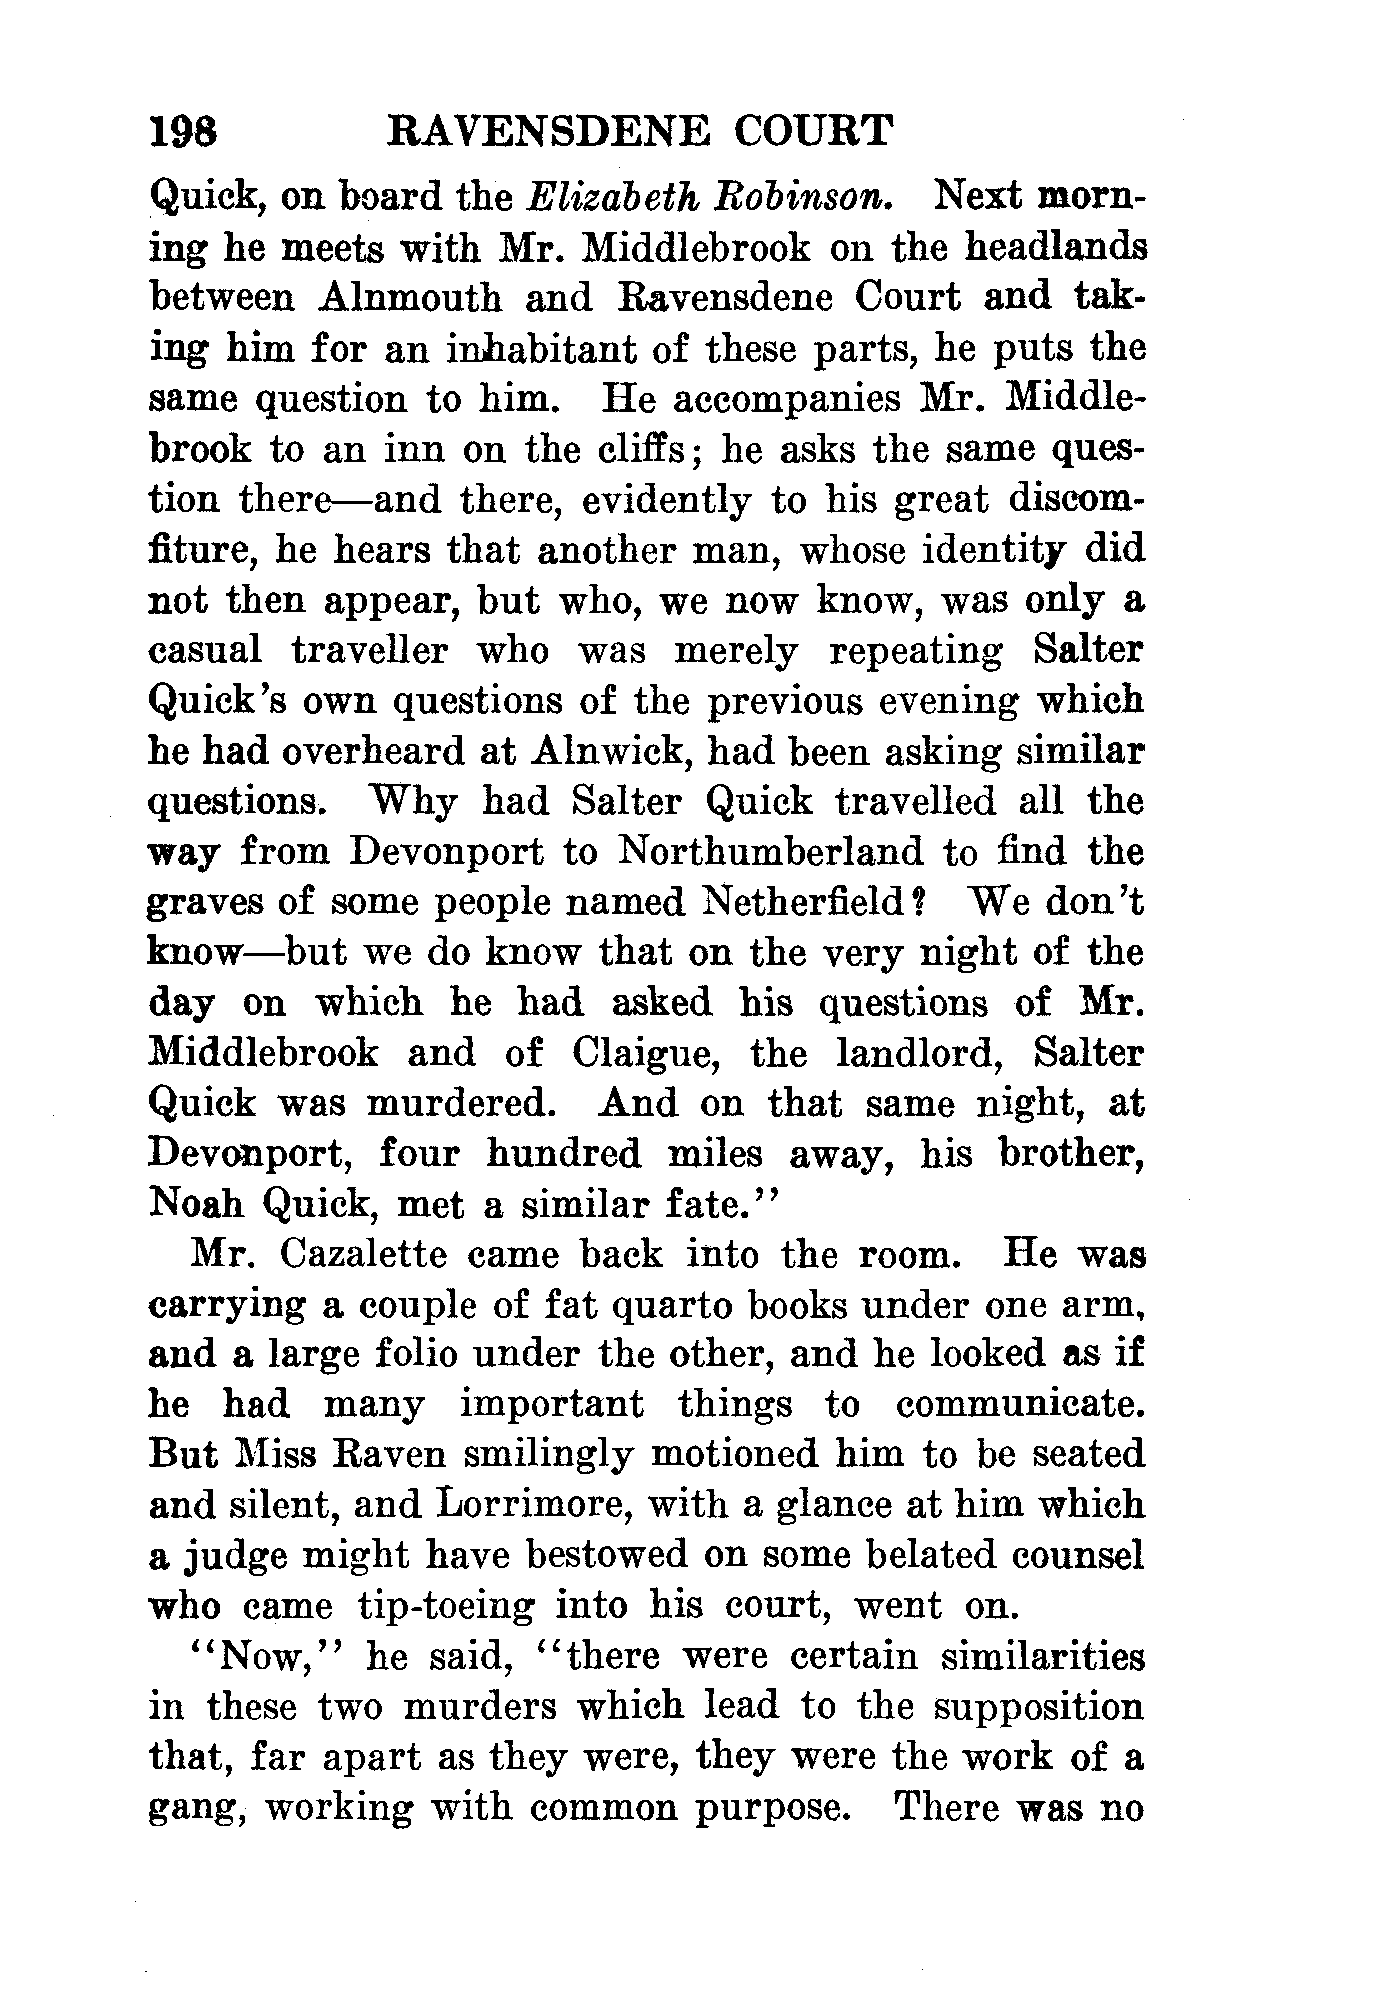 198 RAVENSDENE COURT
Quick, on board the Elizabeth Robinson. Next morn-
ing he meets with Mr. Middlebrook on the headlands
between Alnmouth and Ravensdene Court and tak-
ing him for an inhabitant of these parts, he puts the
same question to him. He accompanies Mr. Middle-
brook to an inn on the cliffs; he asks the same ques-
tion there—and there, evidently to his great discom-
fiture, he hears that another man, whose identity did
not then appear, but who, we now know, was only a
casual traveller who was merely repeating Salter
Quick's own questions of the previous evening which
he had overheard at Alnwick, had been asking similar
questions. Why had Salter Quick travelled all the
way from Devonport to Northumberland to find the
graves of some people named Netherfield? We don't
know—but we do know that on the very night of the
day on which he had asked his questions of Mr.
Middlebrook and of Claigue, the landlord, Salter
Quick was murdered. And on that same night, at
Devonport, four hundred miles away, his brother,
Noah Quick, met a similar fate."
Mr. Cazalette came back into the room. He was
carrying a couple of fat quarto books under one arm,
and a large folio under the other, and he looked as if
he had many important things to communicate.
But Miss Raven smilingly motioned him to be seated
and silent, and Lorrimore, with a glance at him which
a judge might have bestowed on some belated counsel
who came tip-toeing into his court, went on.
"Now," he said, "there were certain similarities
in these two murders which lead to the supposition
that, far apart as they were, they were the work of a
gang, working with common purpose. There was no